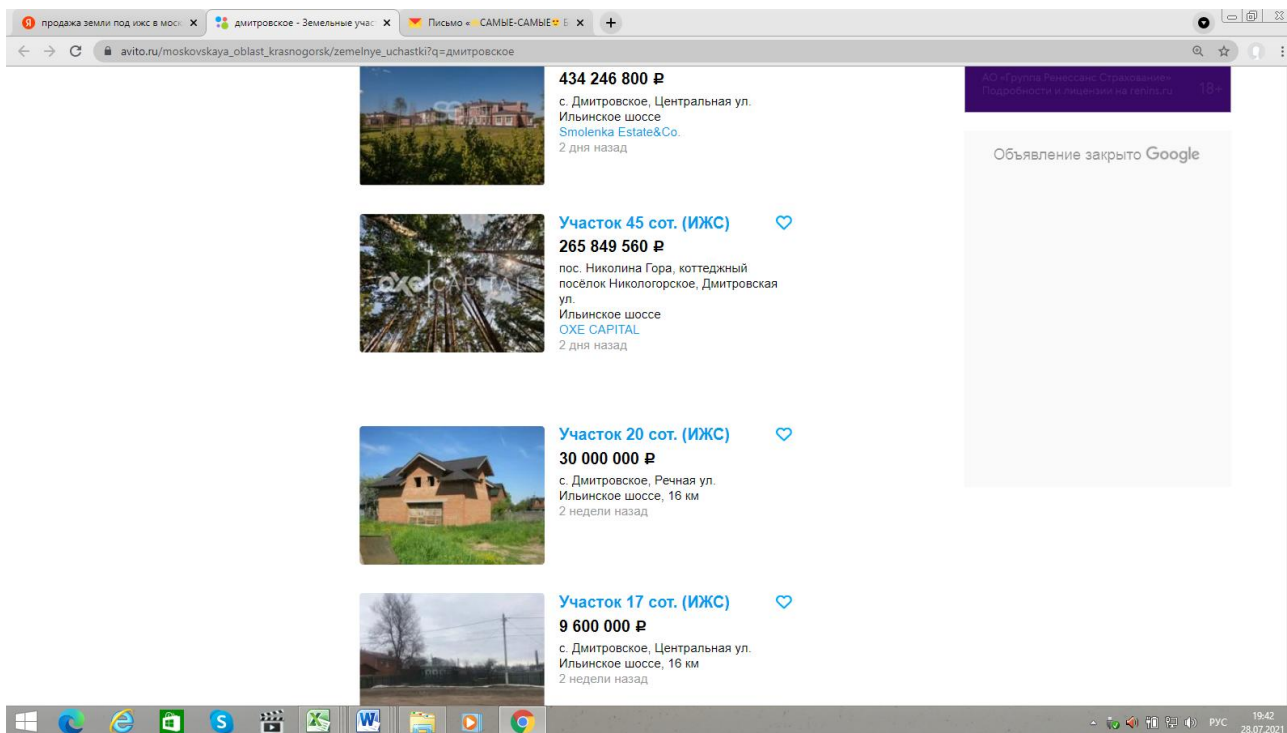 продажа земли под ижс в моск
дмитровское - Земельные учас
Письмо «
САМЫЕ-САМЫЕ
avito.ru/moskovskaya_oblast_krasnogorsk/zemelnye_uchastki?q=дмитровское
434 246 800 ₽
с. Дмитровское, Центральная ул.
Ильинское шоссе
Smolenka Estate&Co.
2 дня назад
АО «Группа Ренессанс Страхование»
Подробности и лицензии на renins.ru 18+
Объявление закрыто Google
Участок 45 сот. (ИЖС)
265 849 560 ₽
пос. Николина Гора, коттеджный
посёлок Никологорское, Дмитровская
ул.
Ильинское шоссе
OXE CAPITAL
2 дня назад
oxe CAPITAL
Участок 20 сот. (ИЖС)
30 000 000 ₽
с. Дмитровское, Речная ул.
Ильинское шоссе, 16 км
2 недели назад
Участок 17 сот. (ИЖС)
9 600 000 ₽
с. Дмитровское, Центральная ул.
Ильинское шоссе, 16 км
2 недели назад
РУС
19:42
28.07.2021